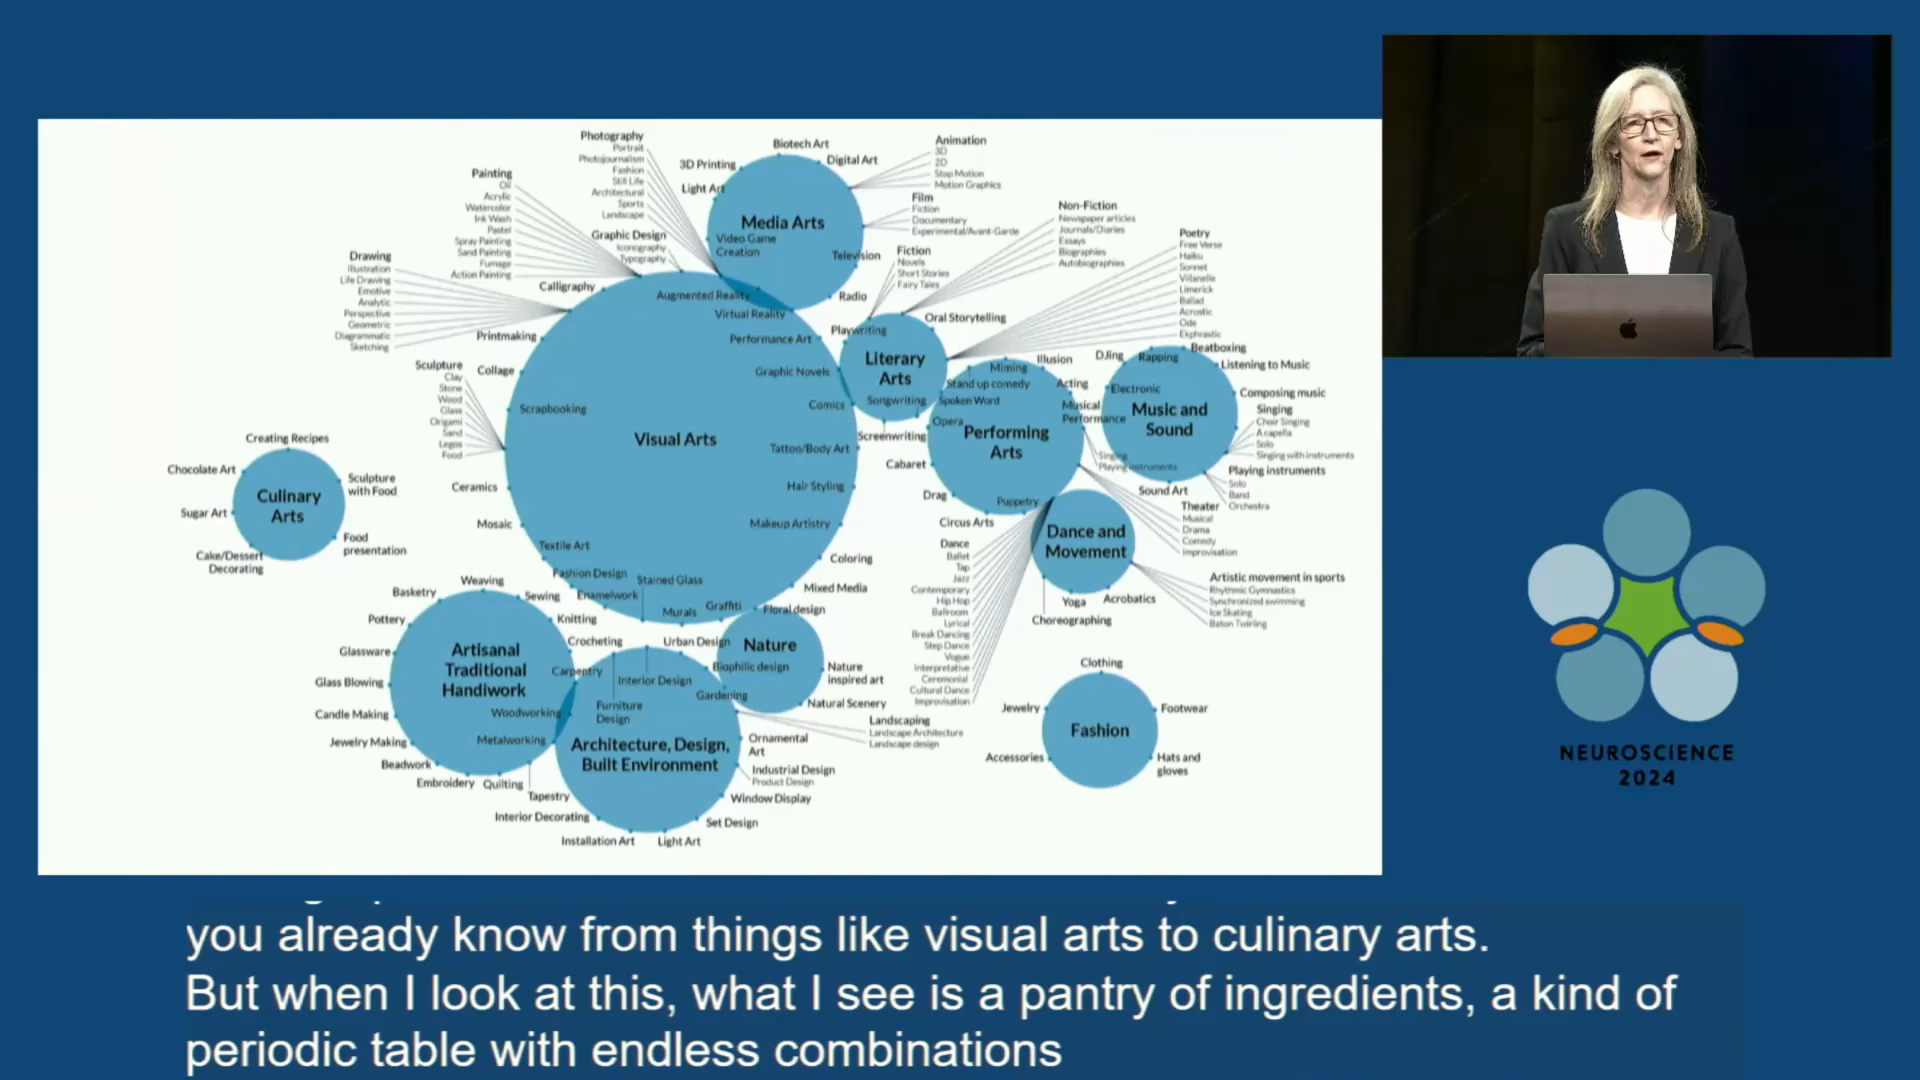 Photography
Portrait
Photojournalism
Fashion
Still Life
Architectural
Sports
Landscape
Graphic Design
Iconography
Typography
Painting
Oil
Acrylic
Watercolor
Ink Wash
Pastel
Spray Painting
Sand Painting
Fumage
Action Painting
Drawing
Illustration
Life Drawing
Emotive
Analytic
Perspective
Geometric
Diagrammatic
Sketching
Calligraphy
Printmaking
Sculpture
Clay
Stone
Wood
Glass
Origami
Sand
Legos
Food
Collage
Scrapbooking
Ceramics
Mosaic
Textile Art
Fashion Design
Stained Glass
Enamelwork
Murals
Graffiti
Visual Arts
Augmented Reality
Virtual Reality
Performance Art
Graphic Novels
Comics
Tattoo/Body Art
Hair Styling
Makeup Artistry
Coloring
Mixed Media
Floral design
Biotech Art
3D Printing
Digital Art
Light Art
Media Arts
Video Game
Creation
Television
Radio
Animation
3D
2D
Stop Motion
Motion Graphics
Film
Fiction
Documentary
Experimental/Avant-Garde
Fiction
Novels
Short Stories
Fairy Tales
Non-Fiction
Newspaper articles
Journals/Diaries
Essays
Biographies
Autobiographies
Poetry
Free Verse
Haiku
Sonnet
Villanelle
Limerick
Ballad
Acrostic
Ode
Ekphrastic
Playwriting
Oral Storytelling
Literary
Arts
Songwriting
Screenwriting
Miming
Illusion
Stand up comedy
Acting
Spoken Word
Musical
Performance
Opera
Performing
Arts
Cabaret
Drag
Puppetry
Circus Arts
Singing
Playing instruments
DJing
Rapping
Beatboxing
Listening to Music
Electronic
Composing music
Music and
Sound
Singing
Choir Singing
A capella
Solo
Singing with instruments
Playing instruments
Solo
Band
Orchestra
Sound Art
Theater
Musical
Drama
Comedy
Improvisation
Dance and
Movement
Dance
Ballet
Tap
Jazz
Contemporary
Hip Hop
Ballroom
Lyrical
Break Dancing
Step Dance
Vogue
Interpretative
Ceremonial
Cultural Dance
Improvisation
Yoga
Acrobatics
Choreographing
Artistic movement in sports
Rhythmic Gymnastics
Synchronized swimming
Ice Skating
Baton Twirling
Creating Recipes
Chocolate Art
Sculpture
with Food
Culinary
Arts
Sugar Art
Food
presentation
Cake/Dessert
Decorating
Weaving
Basketry
Sewing
Pottery
Knitting
Glassware
Crocheting
Artisanal
Traditional
Handiwork
Glass Blowing
Carpentry
Candle Making
Woodworking
Jewelry Making
Metalworking
Beadwork
Embroidery
Quilting
Tapestry
Urban Design
Nature
Biophilic design
Nature
inspired art
Interior Design
Gardening
Natural Scenery
Furniture
Design
Landscaping
Landscape Architecture
Landscape design
Architecture, Design,
Built Environment
Ornamental
Art
Industrial Design
Product Design
Window Display
Interior Decorating
Set Design
Installation Art
Light Art
Clothing
Jewelry
Footwear
Fashion
Accessories
Hats and
gloves
NEUROSCIENCE
2024
you already know from things like visual arts to culinary arts.
But when I look at this, what I see is a pantry of ingredients, a kind of
periodic table with endless combinations